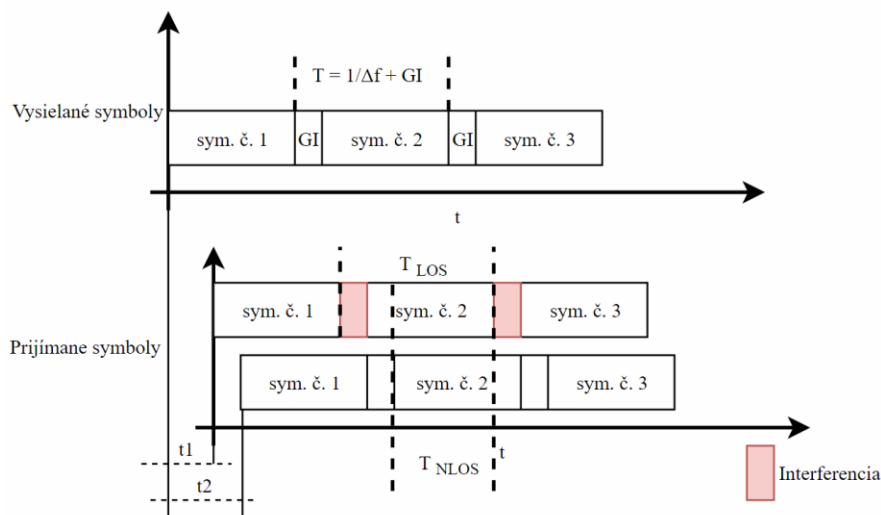 T = 1/Δf + GI
Vysielané symboly
sym. č. 1 GI sym. č. 2 GI sym. č. 3
t
T LOS
sym. č. 1 sym. č. 2 sym. č. 3
Prijímane symboly
sym. č. 1 sym. č. 2 sym. č. 3
t1
t
T NLOS
t2
Interferencia